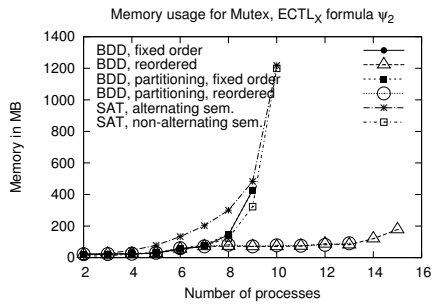 Memory usage for Mutex, ECTLX formula ψ2
1400
1200
1000
800
600
400
200
0
Memory in MB
BDD, fixed order
BDD, reordered
BDD, partitioning, fixed order
BDD, partitioning, reordered
SAT, alternating sem.
SAT, non-alternating sem.
2 4 6 8 10 12 14 16
Number of processes